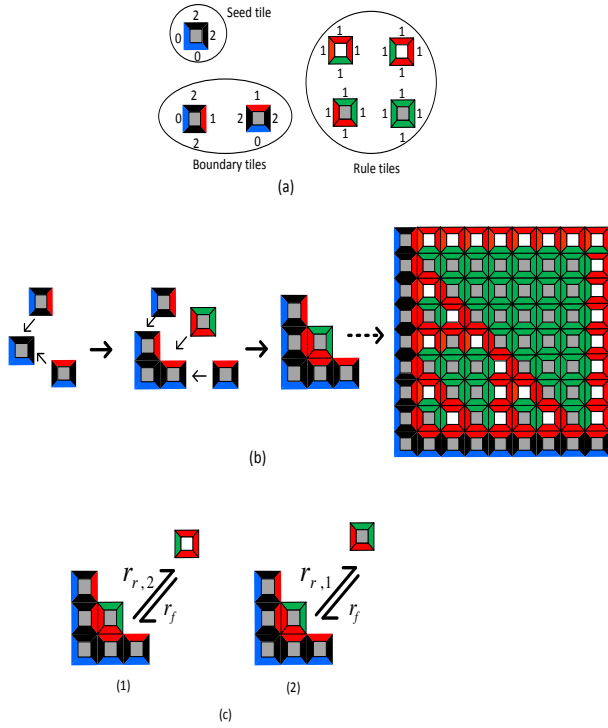 Seed tile
2
0 2
0
2 1
0 1 2 2
2 0
Boundary tiles
1 1
1 1 1 1
1 1
1 1
1 1 1 1
1 1
Rule tiles
(a)
(b)
r_{r,2} r_f
r_{r,1} r_f
(1) (2)
(c)